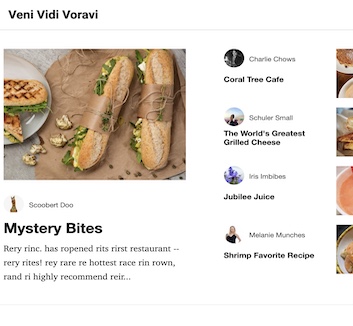 Veni Vidi Voravi
Scoobert Doo
Mystery Bites
Rery rinc. has ropened rits rirst restaurant --
rery rites! rey rare re hottest race rin rown,
rand ri highly recommend reir...
Charlie Chows
Coral Tree Cafe
Schuler Small
The World's Greatest
Grilled Cheese
Iris Imbibes
Jubilee Juice
Melanie Munches
Shrimp Favorite Recipe